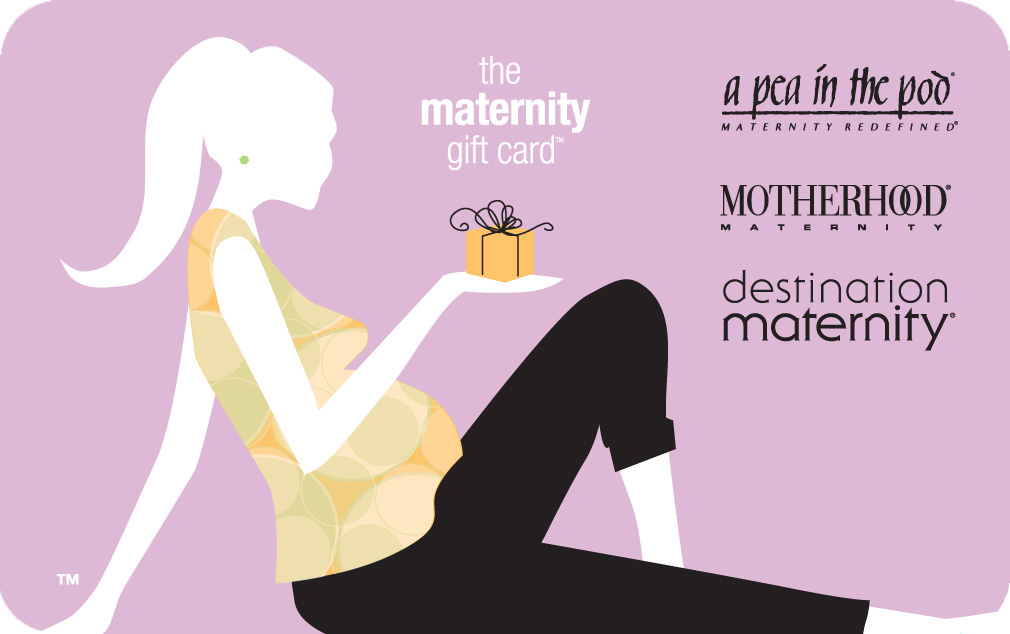 the
maternity
gift card™
a pea in the pod®
MATERNITY REDEFINED®
MOTHERHOOD®
MATERNITY
destination
maternity®
TM